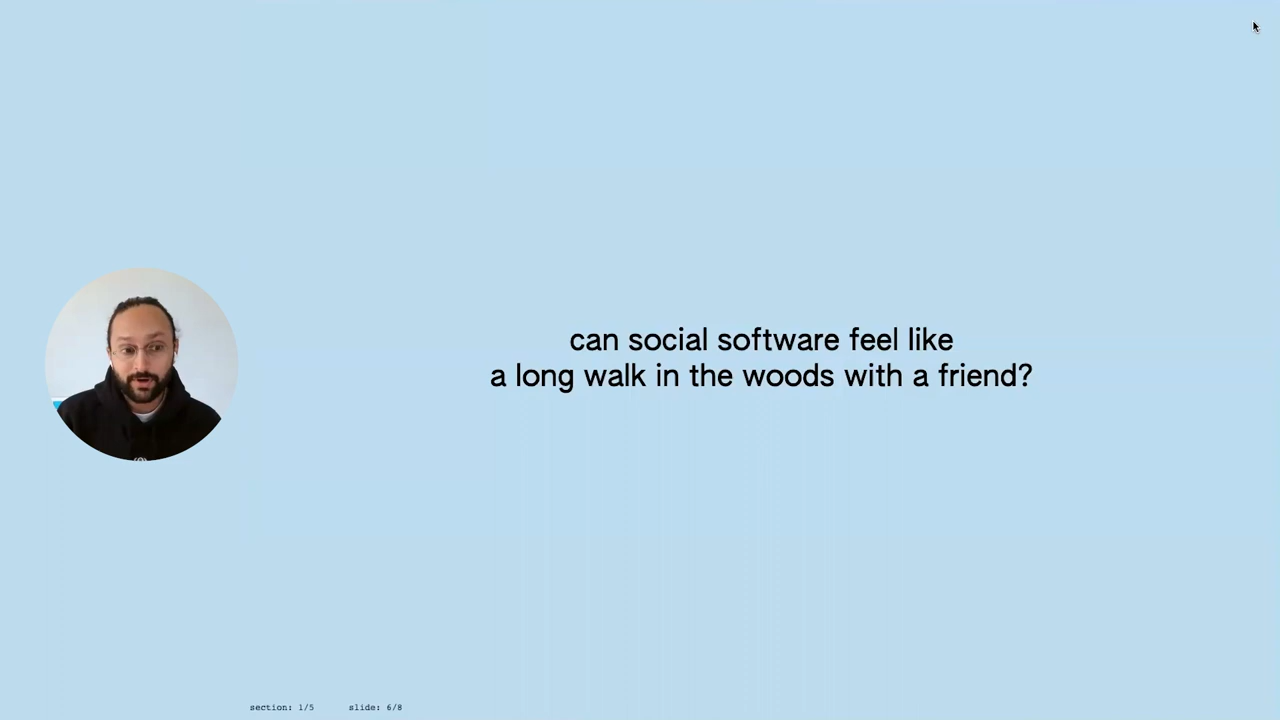 can social software feel like
a long walk in the woods with a friend?
section: 1/5 slide: 6/8